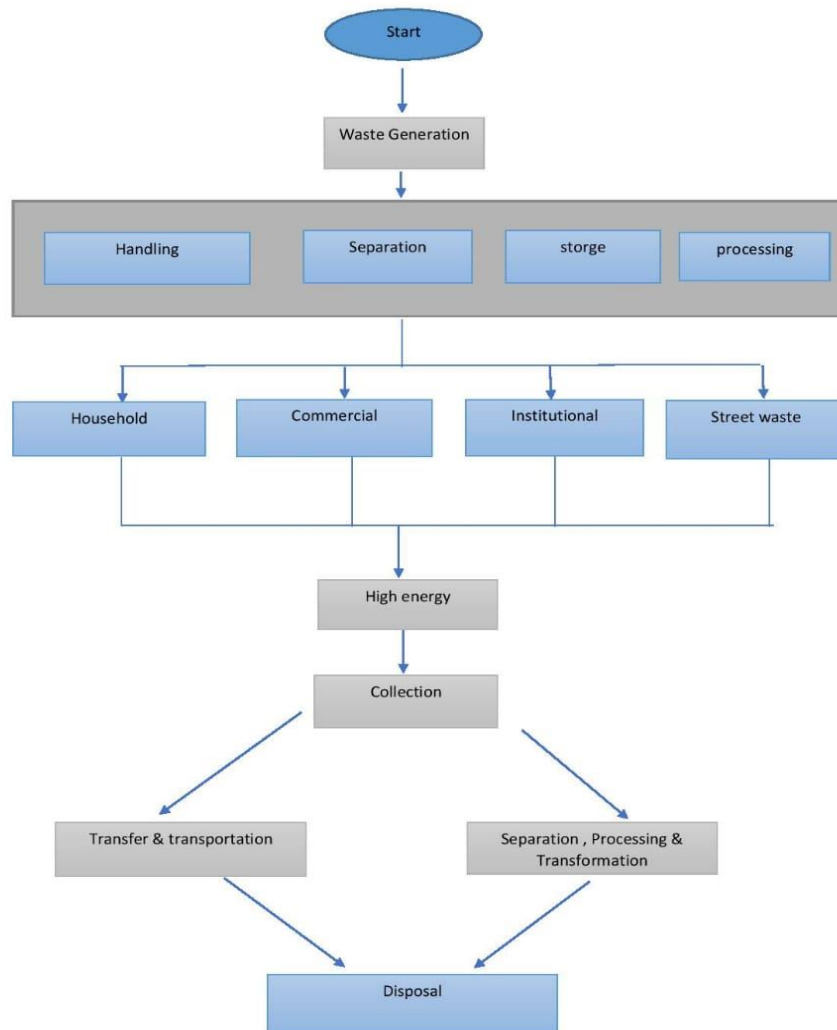 Start
Waste Generation
Handling
Separation
storge
processing
Household
Commercial
Institutional
Street waste
High energy
Collection
Transfer & transportation
Separation , Processing &
Transformation
Disposal